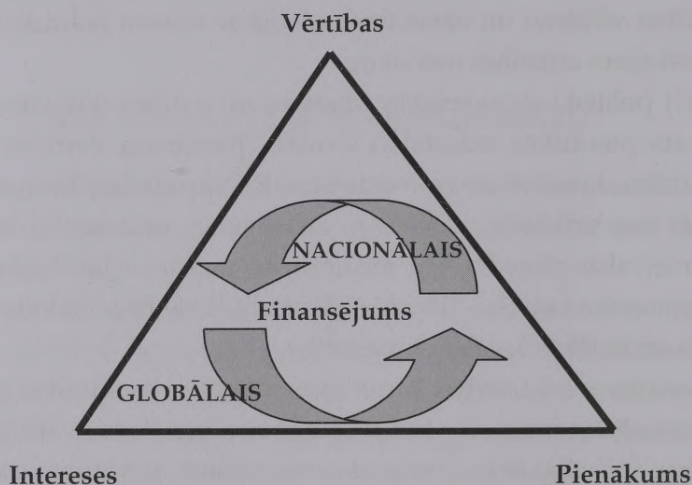 Vērtības
NACIONĀLAIS
Finansējums
GLOBĀLAIS
Intereses
Pienākums